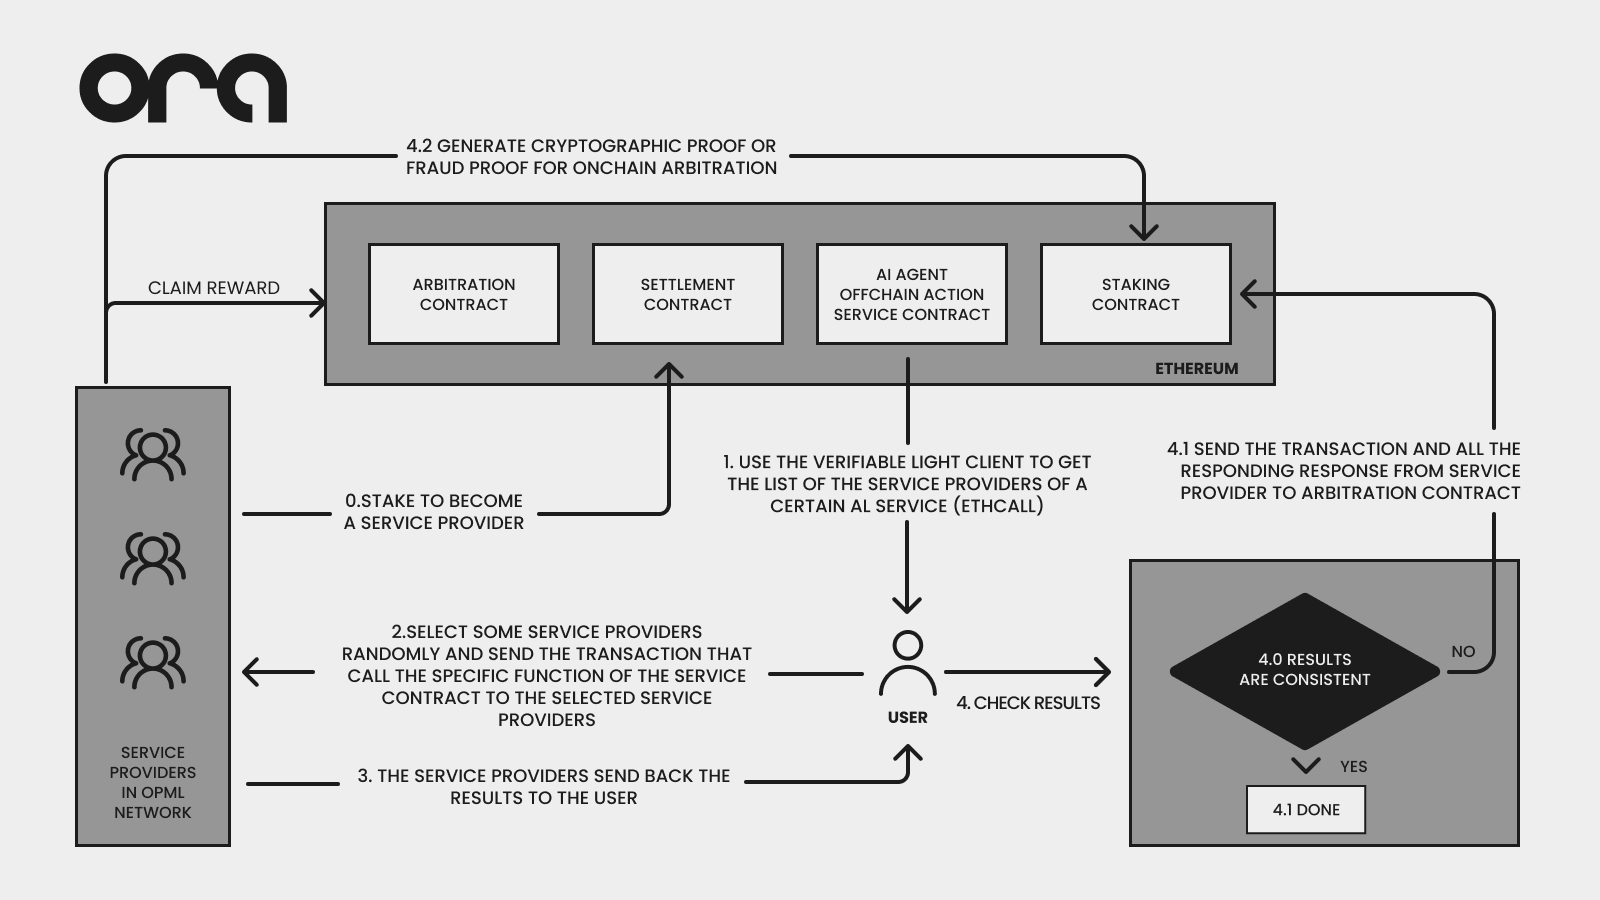 ora
4.2 GENERATE CRYPTOGRAPHIC PROOF OR
FRAUD PROOF FOR ONCHAIN ARBITRATION
CLAIM REWARD
ARBITRATION
CONTRACT
SETTLEMENT
CONTRACT
AI AGENT
OFFCHAIN ACTION
SERVICE CONTRACT
STAKING
CONTRACT
ETHEREUM
0.STAKE TO BECOME
A SERVICE PROVIDER
1. USE THE VERIFIABLE LIGHT CLIENT TO GET
THE LIST OF THE SERVICE PROVIDERS OF A
CERTAIN AL SERVICE (ETHCALL)
4.1 SEND THE TRANSACTION AND ALL THE
RESPONDING RESPONSE FROM SERVICE
PROVIDER TO ARBITRATION CONTRACT
2.SELECT SOME SERVICE PROVIDERS
RANDOMLY AND SEND THE TRANSACTION THAT
CALL THE SPECIFIC FUNCTION OF THE SERVICE
CONTRACT TO THE SELECTED SERVICE
PROVIDERS
USER
4. CHECK RESULTS
4.0 RESULTS
ARE CONSISTENT
NO
YES
4.1 DONE
SERVICE
PROVIDERS
IN OPML
NETWORK
3. THE SERVICE PROVIDERS SEND BACK THE
RESULTS TO THE USER